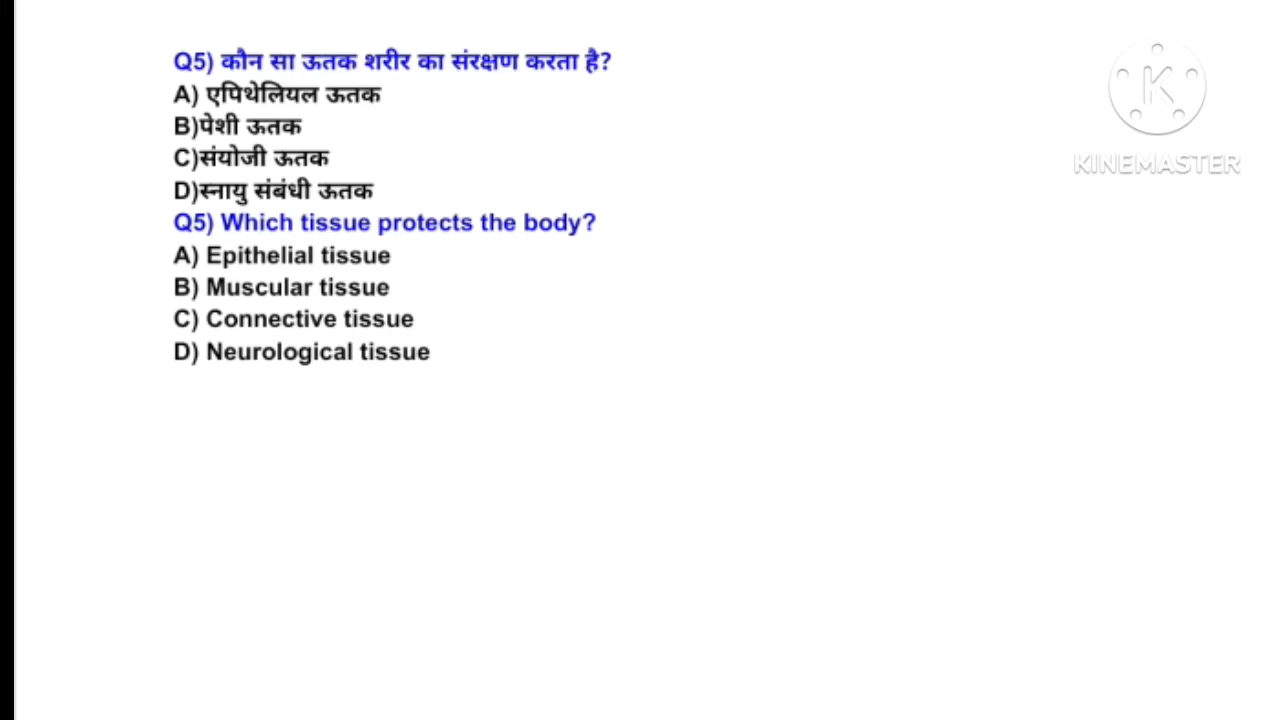 Q5) कौन सा ऊतक शरीर का संरक्षण करता है?
A) एपिथेलियल ऊतक
B)पेशी ऊतक
C)संयोजी ऊतक
D)स्नायु संबंधी ऊतक
Q5) Which tissue protects the body?
A) Epithelial tissue
B) Muscular tissue
C) Connective tissue
D) Neurological tissue
K
KINEMASTER